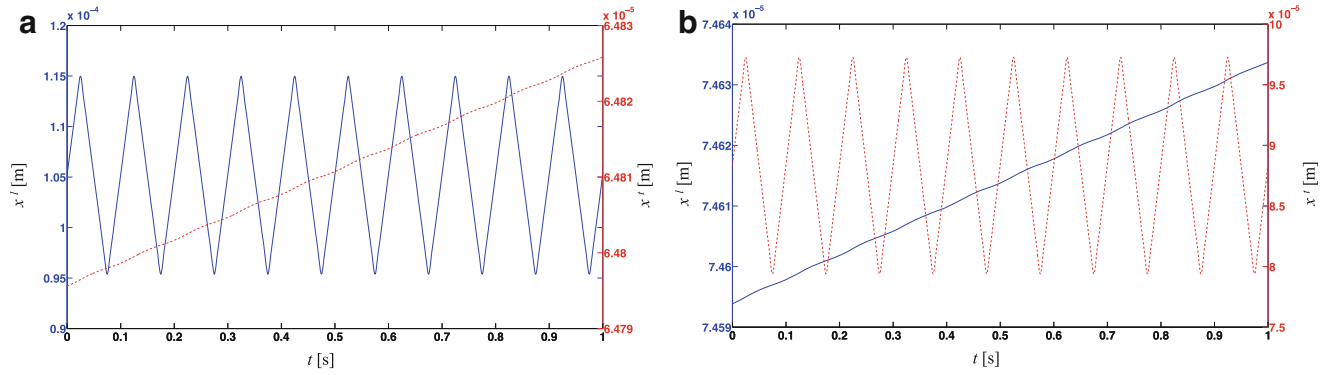 a
x 10⁻⁴
x 10⁻⁵
1.2
1.15
1.1
1.05
1
0.95
0.9
6.483
6.482
6.481
6.48
6.479
x ˡ [m]
x ᵗ [m]
0 0.1 0.2 0.3 0.4 0.5 0.6 0.7 0.8 0.9 1
t [s]
b
x 10⁻⁵
x 10⁻⁵
7.464
7.463
7.462
7.461
7.46
7.459
10
9.5
9
8.5
8
7.5
x ˡ [m]
x ᵗ [m]
0 0.1 0.2 0.3 0.4 0.5 0.6 0.7 0.8 0.9 1
t [s]